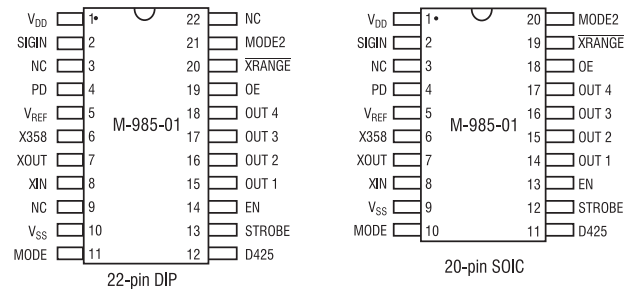 VDD 1 22 NC
SIGIN 2 21 MODE2
NC 3 20 XRANGE
PD 4 19 OE
VREF 5 18 OUT 4
X358 6 17 OUT 3
XOUT 7 16 OUT 2
XIN 8 15 OUT 1
NC 9 14 EN
VSS 10 13 STROBE
MODE 11 12 D425
M-985-01
22-pin DIP
VDD 1 20 MODE2
SIGIN 2 19 XRANGE
NC 3 18 OE
PD 4 17 OUT 4
VREF 5 16 OUT 3
X358 6 15 OUT 2
XOUT 7 14 OUT 1
XIN 8 13 EN
VSS 9 12 STROBE
MODE 10 11 D425
M-985-01
20-pin SOIC